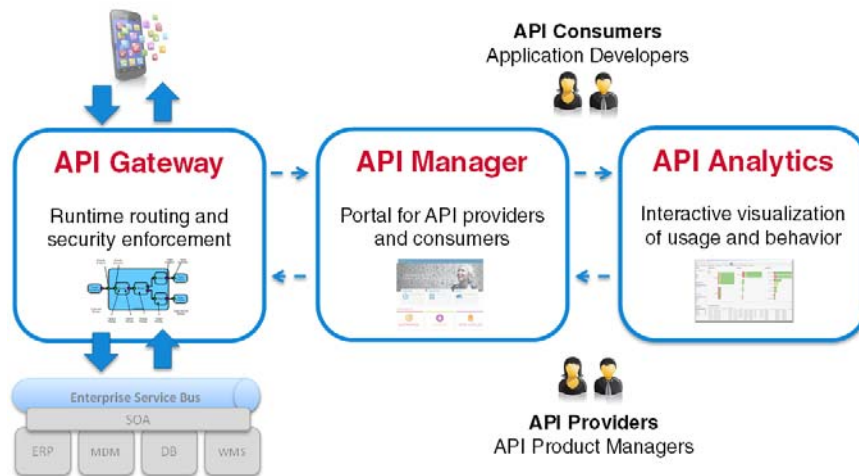 API Consumers
Application Developers
API Gateway
Runtime routing and
security enforcement
API Manager
Portal for API providers
and consumers
API Analytics
Interactive visualization
of usage and behavior
Enterprise Service Bus
SOA
ERP
MDM
DB
WMS
API Providers
API Product Managers